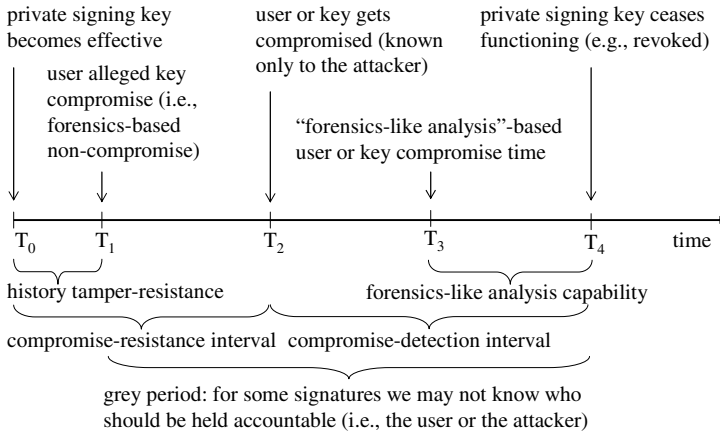 private signing key
becomes effective
user or key gets
compromised (known
only to the attacker)
private signing key ceases
functioning (e.g., revoked)
user alleged key
compromise (i.e.,
forensics-based
non-compromise)
“forensics-like analysis”-based
user or key compromise time
T0 T1 T2 T3 T4 time
history tamper-resistance forensics-like analysis capability
compromise-resistance interval compromise-detection interval
grey period: for some signatures we may not know who
should be held accountable (i.e., the user or the attacker)